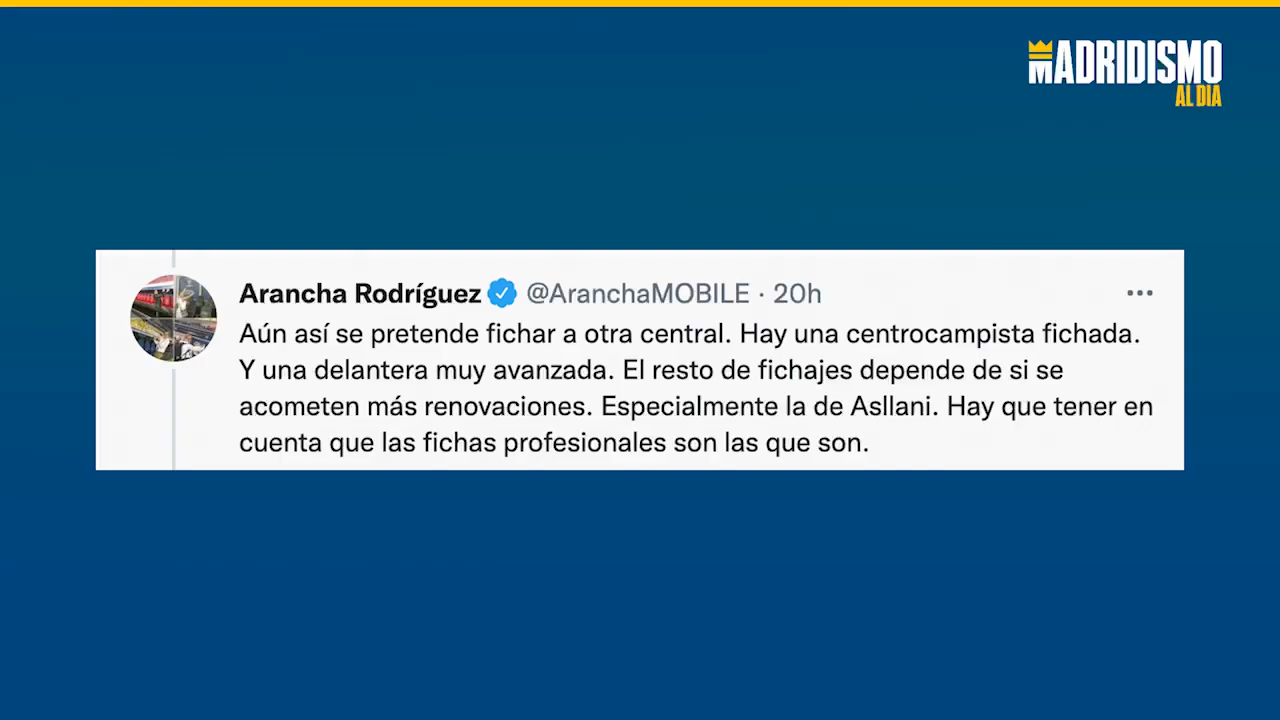 MADRIDISMO
AL DIA
Arancha Rodríguez @AranchaMOBILE · 20h
Aún así se pretende fichar a otra central. Hay una centrocampista fichada.
Y una delantera muy avanzada. El resto de fichajes depende de si se
acometen más renovaciones. Especialmente la de Asllani. Hay que tener en
cuenta que las fichas profesionales son las que son.